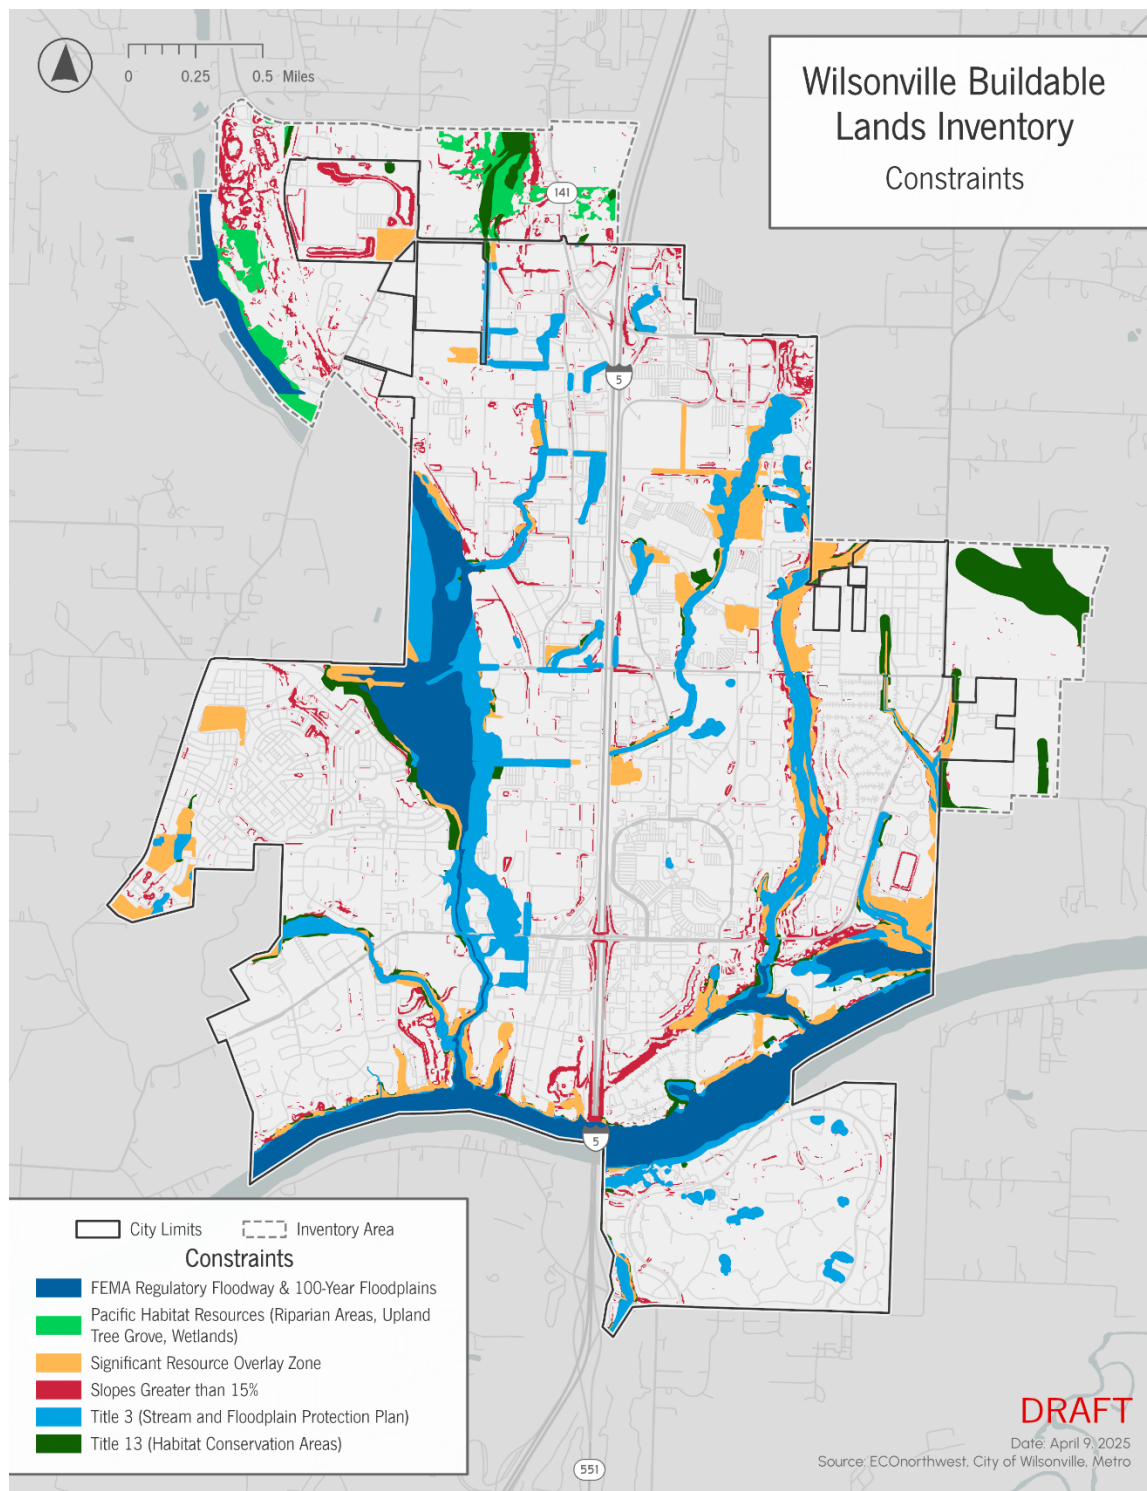 Wilsonville Buildable
Lands Inventory
Constraints
0 0.25 0.5 Miles
141
5
5
City Limits
Inventory Area
Constraints
FEMA Regulatory Floodway & 100-Year Floodplains
Pacific Habitat Resources (Riparian Areas, Upland
Tree Grove, Wetlands)
Significant Resource Overlay Zone
Slopes Greater than 15%
Title 3 (Stream and Floodplain Protection Plan)
Title 13 (Habitat Conservation Areas)
551
DRAFT
Date: April 9, 2025
Source: ECOnorthwest, City of Wilsonville, Metro